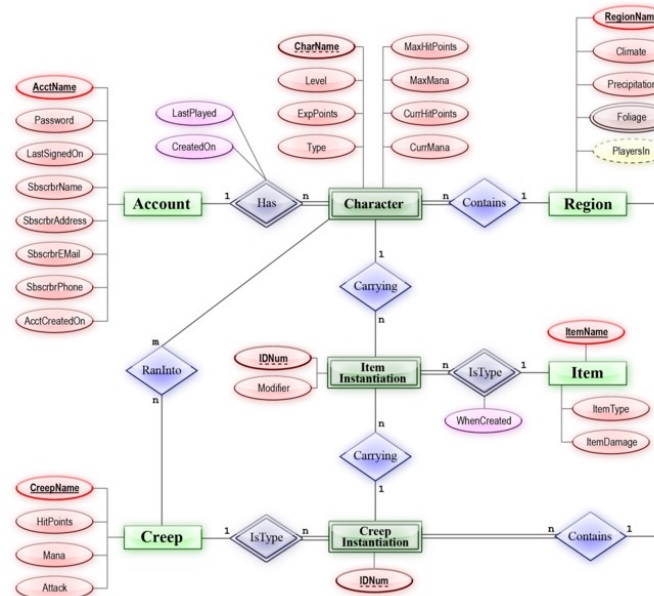 AcctName
Password
LastSignedOn
SbscrbrName
SbscrbrAddress
SbscrbrEMail
SbscrbrPhone
AcctCreatedOn
Account
1
LastPlayed
CreatedOn
Has
n
CharName
Level
ExpPoints
Type
MaxHitPoints
MaxMana
CurrHitPoints
CurrMana
Character
n
Contains
1
RegionName
Climate
Precipitation
Foliage
PlayersIn
Region
1
Carrying
n
m
RanInto
n
IDNum
Modifier
Item
Instantiation
n
IsType
1
WhenCreated
ItemName
Item
ItemType
ItemDamage
n
Carrying
1
CreepName
HitPoints
Mana
Attack
Creep
1
IsType
n
Creep
Instantiation
IDNum
n
Contains
1